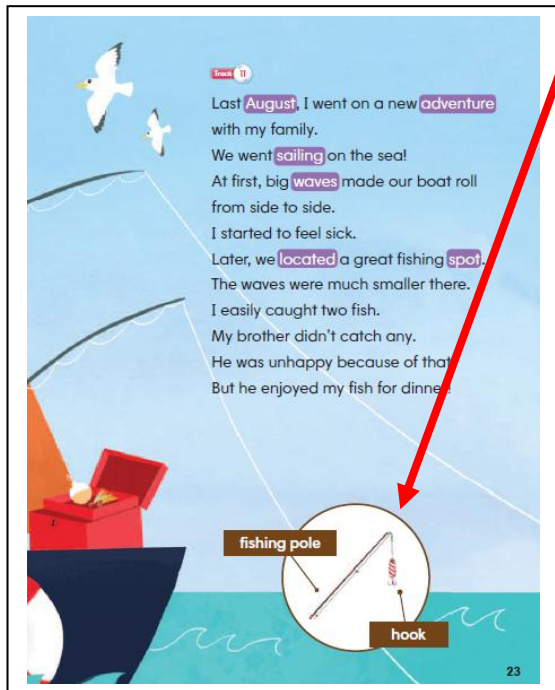 Track 11
Last August, I went on a new adventure
with my family.
We went sailing on the sea!
At first, big waves made our boat roll
from side to side.
I started to feel sick.
Later, we located a great fishing spot.
The waves were much smaller there.
I easily caught two fish.
My brother didn't catch any.
He was unhappy because of that
But he enjoyed my fish for dinner!
fishing pole
hook
23